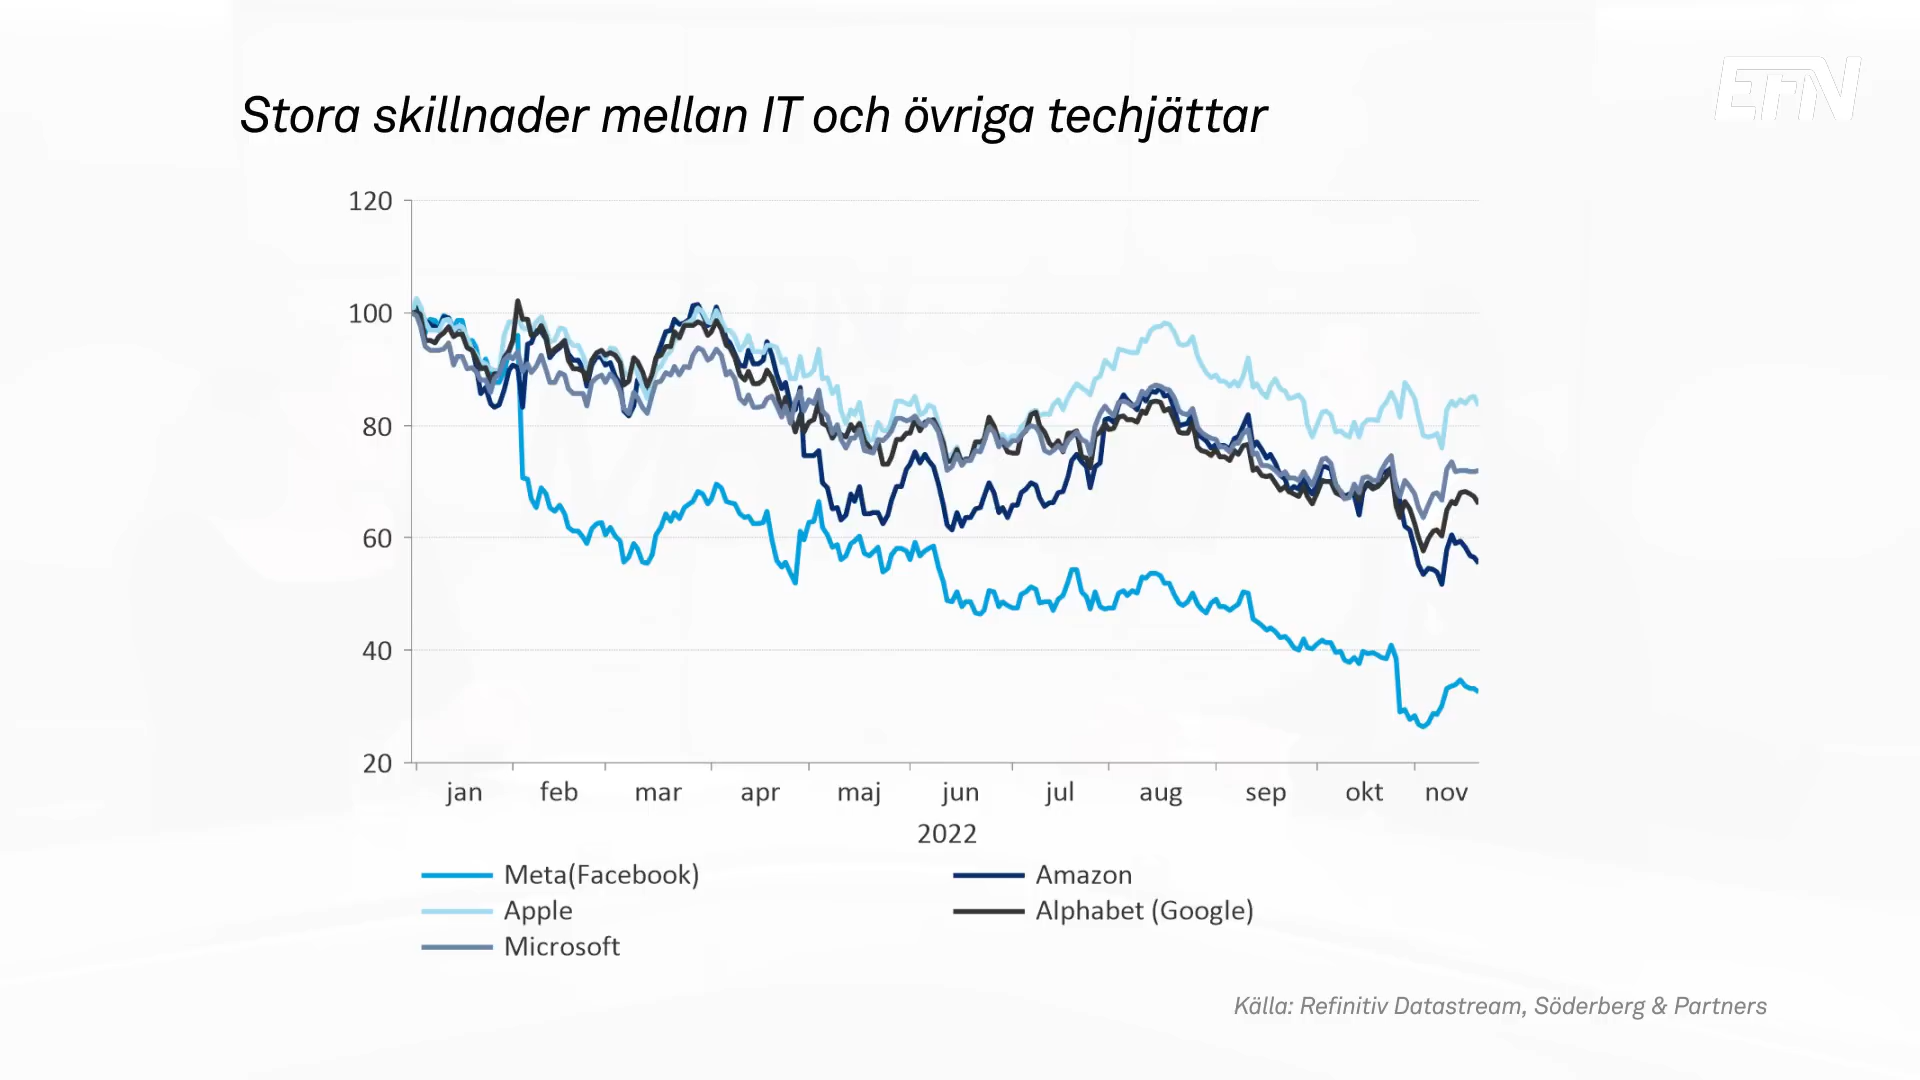 EFN
Stora skillnader mellan IT och övriga techjättar
120
100
80
60
40
20
jan feb mar apr maj jun jul aug sep okt nov
2022
Meta(Facebook) Amazon
Apple Alphabet (Google)
Microsoft
Källa: Refinitiv Datastream, Söderberg & Partners